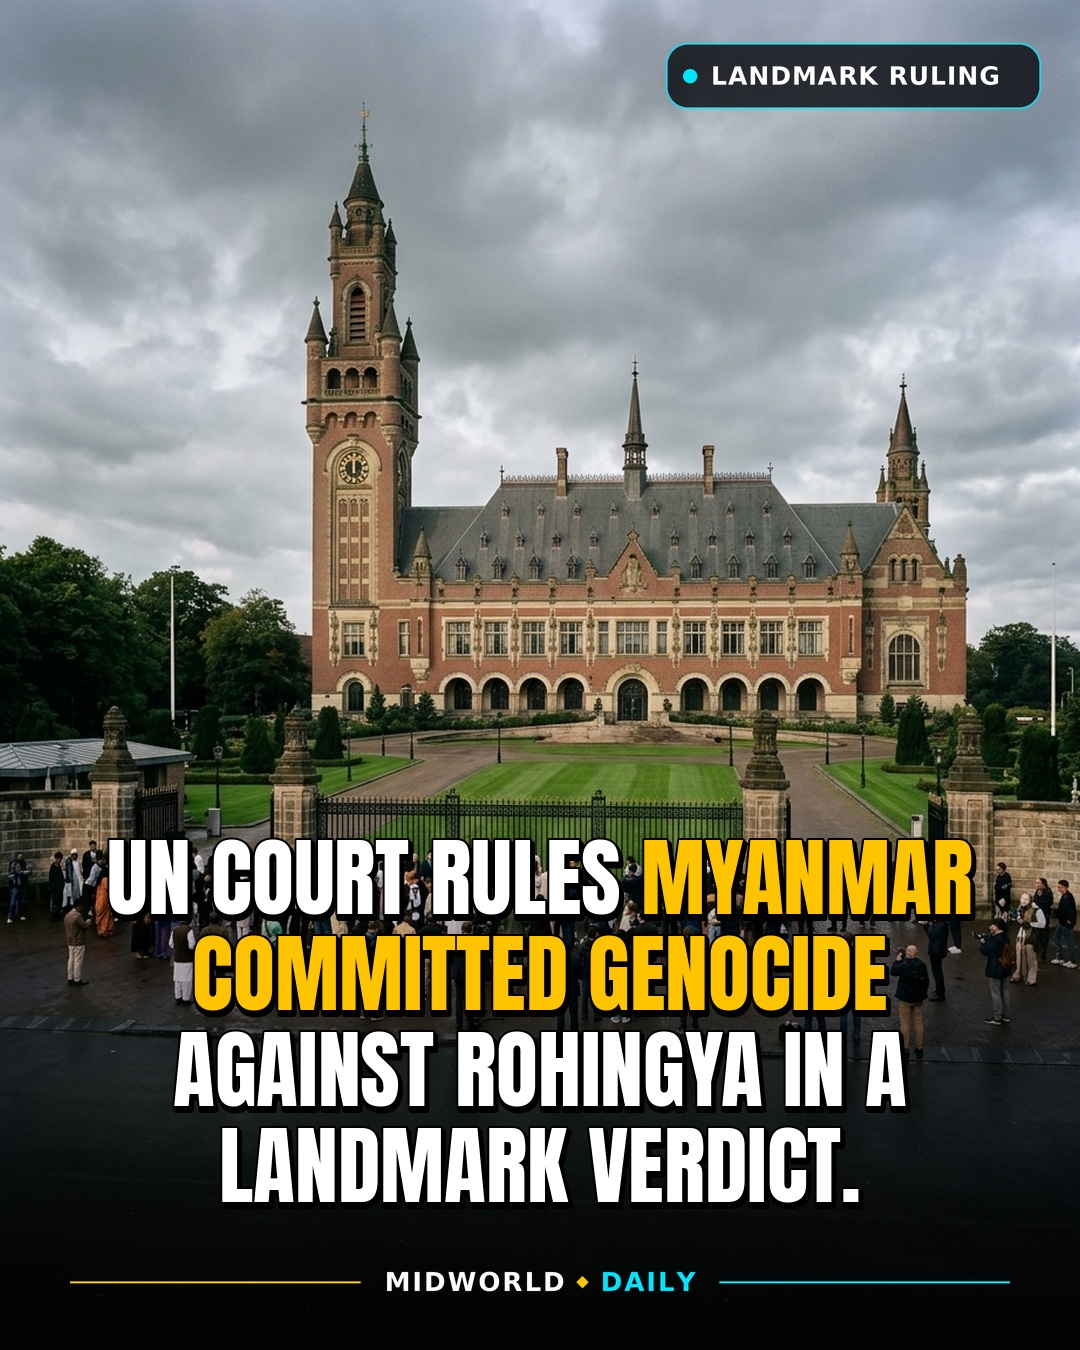 LANDMARK RULING
UN COURT RULES MYANMAR
COMMITTED GENOCIDE
AGAINST ROHINGYA IN A
LANDMARK VERDICT.
MIDWORLD ◆ DAILY